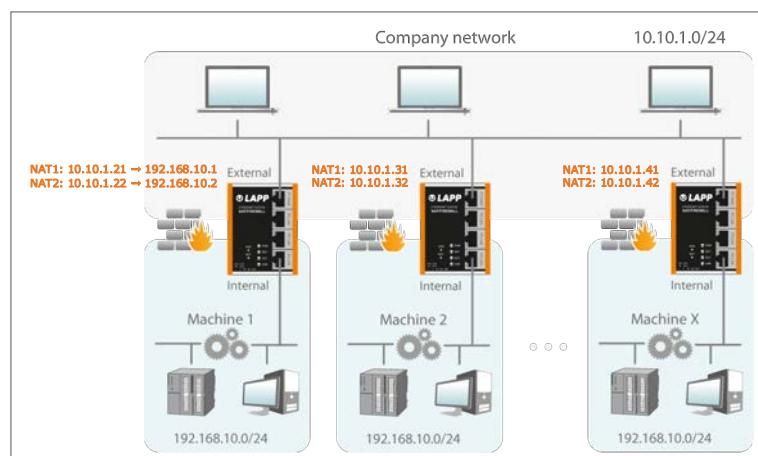 Company network
10.10.1.0/24
NAT1: 10.10.1.21 → 192.168.10.1
NAT2: 10.10.1.22 → 192.168.10.2
External
NAT1: 10.10.1.31
NAT2: 10.10.1.32
External
NAT1: 10.10.1.41
NAT2: 10.10.1.42
External
LAPP
LAPP
LAPP
Internal
Internal
Internal
Machine 1
Machine 2
Machine X
192.168.10.0/24
192.168.10.0/24
192.168.10.0/24